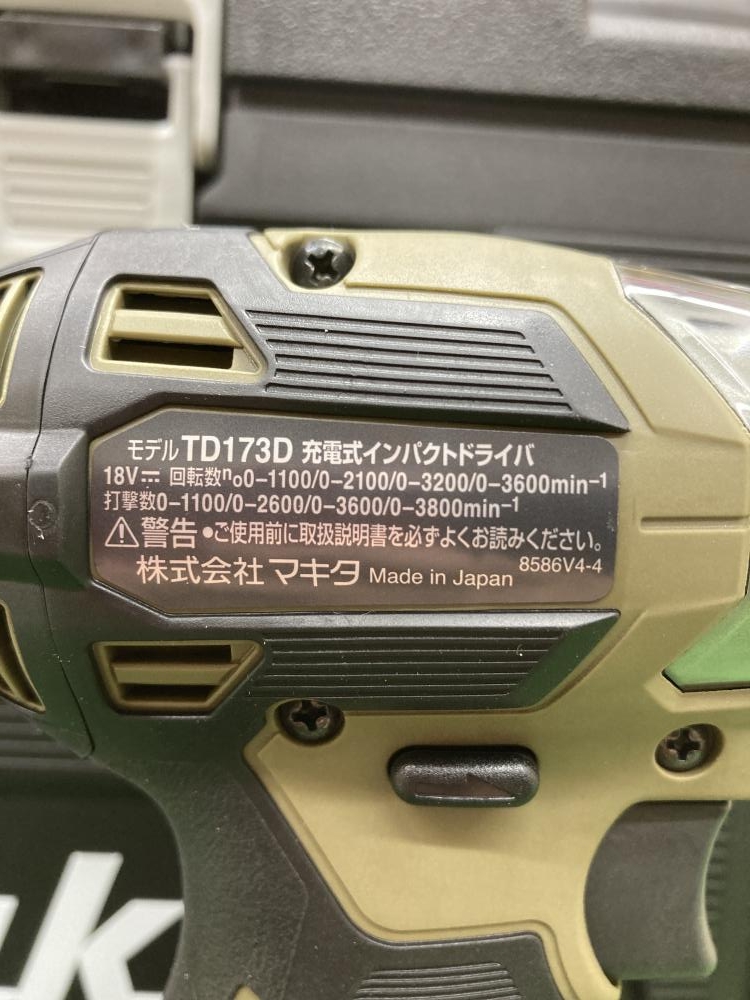 モデル TD173D 充電式インパクトドライバ
18V⎓ 回転数n₀0-1100/0-2100/0-3200/0-3600min⁻¹
打撃数0-1100/0-2600/0-3600/0-3800min⁻¹
⚠警告 ●ご使用前に取扱説明書を必ずよくお読みください。
株式会社 マキタ Made in Japan 8586V4-4
k